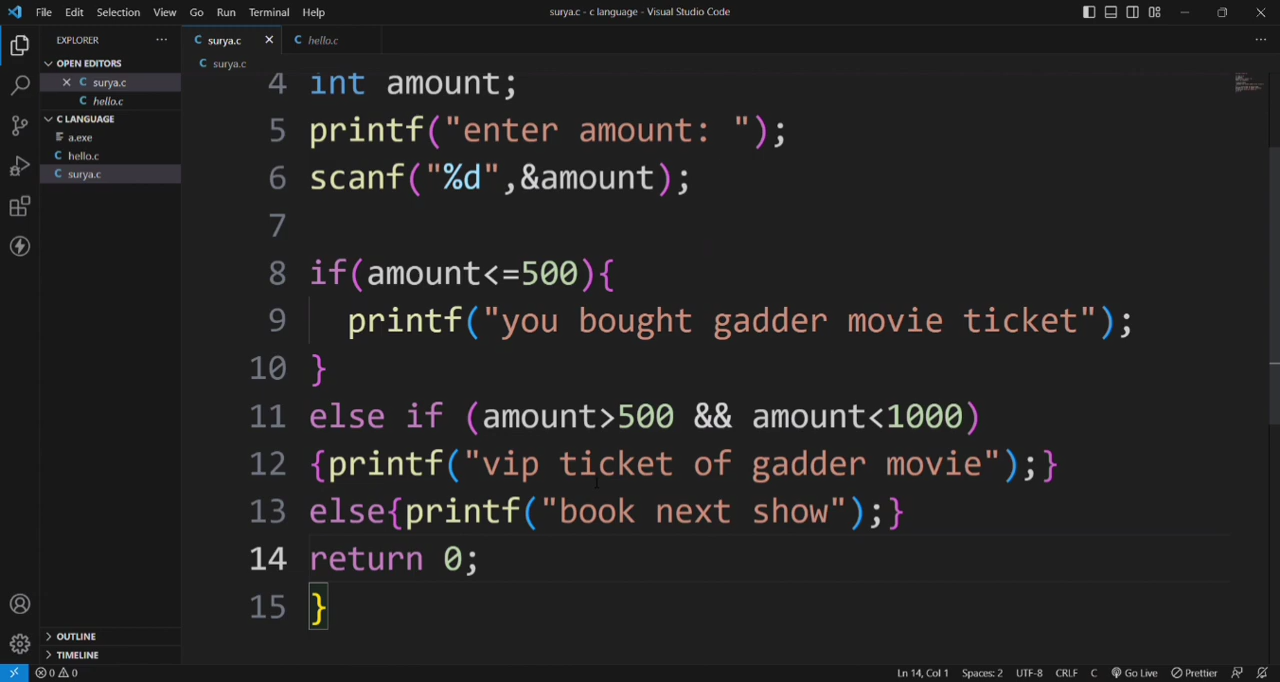 File Edit Selection View Go Run Terminal Help
surya.c - c language - Visual Studio Code
EXPLORER
OPEN EDITORS
surya.c
hello.c
C LANGUAGE
a.exe
hello.c
surya.c
OUTLINE
TIMELINE
surya.c
hello.c
surya.c
4 int amount;
5 printf("enter amount: ");
6 scanf("%d",&amount);
7
8 if(amount<=500){
9 printf("you bought gadder movie ticket");
10 }
11 else if (amount>500 && amount<1000)
12 {printf("vip ticket of gadder movie");}
13 else{printf("book next show");}
14 return 0;
15 }
0 0
Ln 14, Col 1 Spaces: 2 UTF-8 CRLF C Go Live Prettier